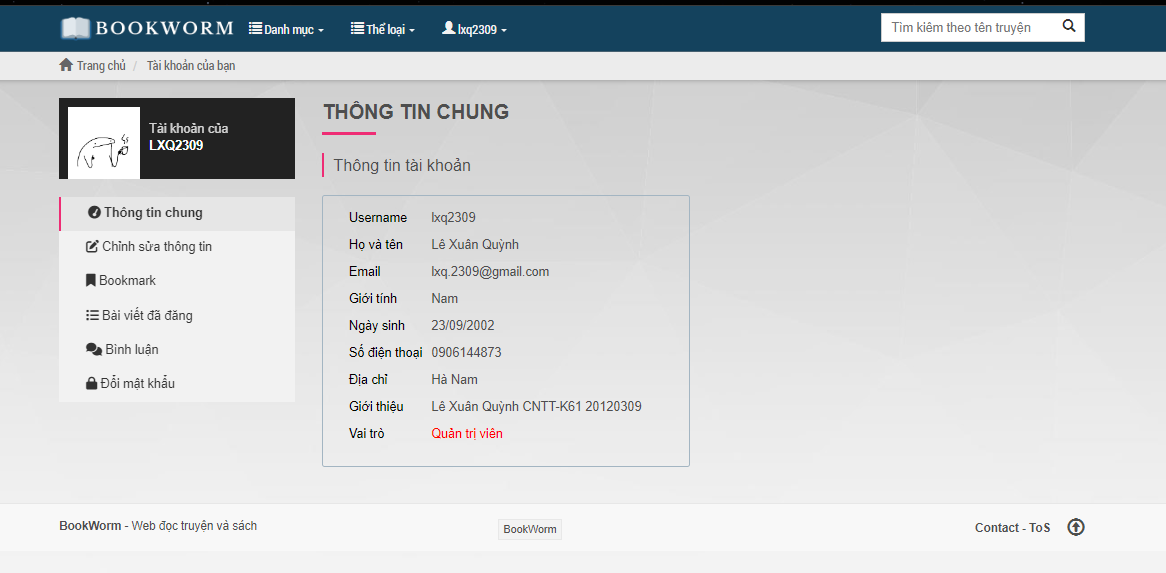 BOOKWORM Danh mục Thể loại lxq2309 Tìm kiếm theo tên truyện
Trang chủ / Tài khoản của bạn
Tài khoản của
LXQ2309
Thông tin chung
Chỉnh sửa thông tin
Bookmark
Bài viết đã đăng
Bình luận
Đổi mật khẩu
THÔNG TIN CHUNG
Thông tin tài khoản
Username lxq2309
Họ và tên Lê Xuân Quỳnh
Email lxq.2309@gmail.com
Giới tính Nam
Ngày sinh 23/09/2002
Số điện thoại 0906144873
Địa chỉ Hà Nam
Giới thiệu Lê Xuân Quỳnh CNTT-K61 20120309
Vai trò Quản trị viên
BookWorm - Web đọc truyện và sách BookWorm Contact - ToS